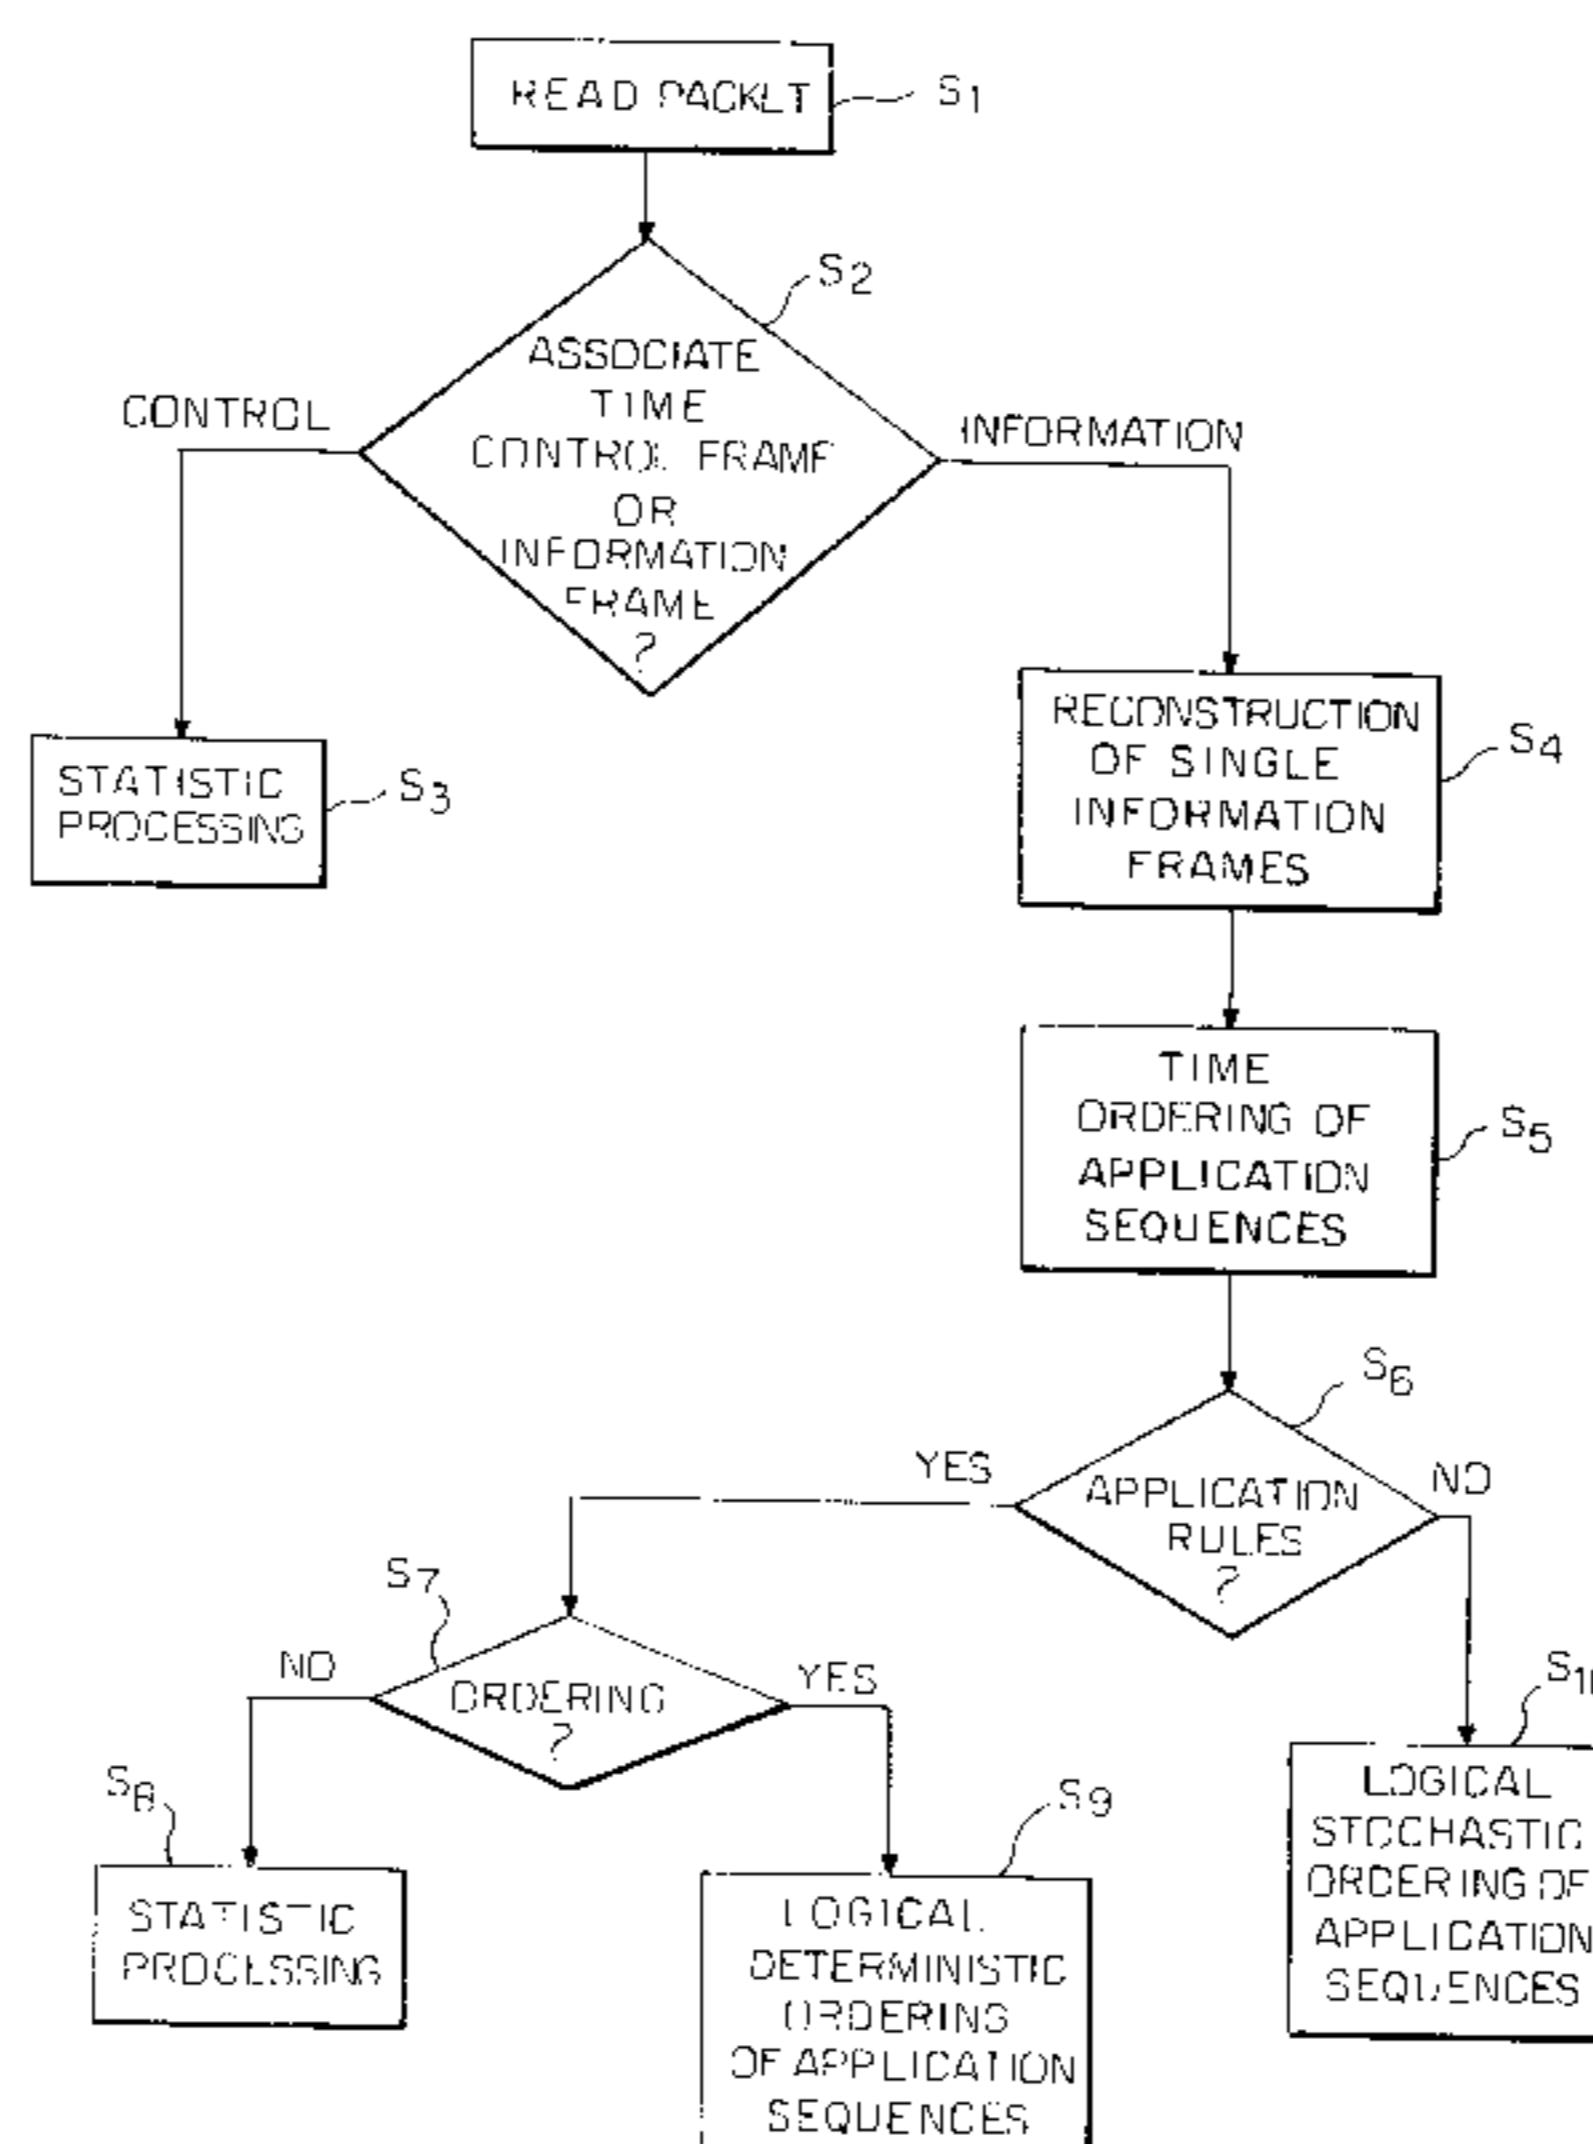 READ PACKET
S1
S2
ASSOCIATE
TIME
CONTROL FRAME
OR
INFORMATION
FRAME
?
CONTROL
INFORMATION
STATISTIC
PROCESSING
S3
RECONSTRUCTION
OF SINGLE
INFORMATION
FRAMES
S4
TIME
ORDERING OF
APPLICATION
SEQUENCES
S5
S6
YES
APPLICATION
RULES
?
NO
S7
NO
ORDERING
?
YES
S8
STATISTIC
PROCESSING
S9
LOGICAL
DETERMINISTIC
ORDERING
OF APPLICATION
SEQUENCES
LOGICAL
STOCHASTIC
ORDERING OF
APPLICATION
SEQUENCES